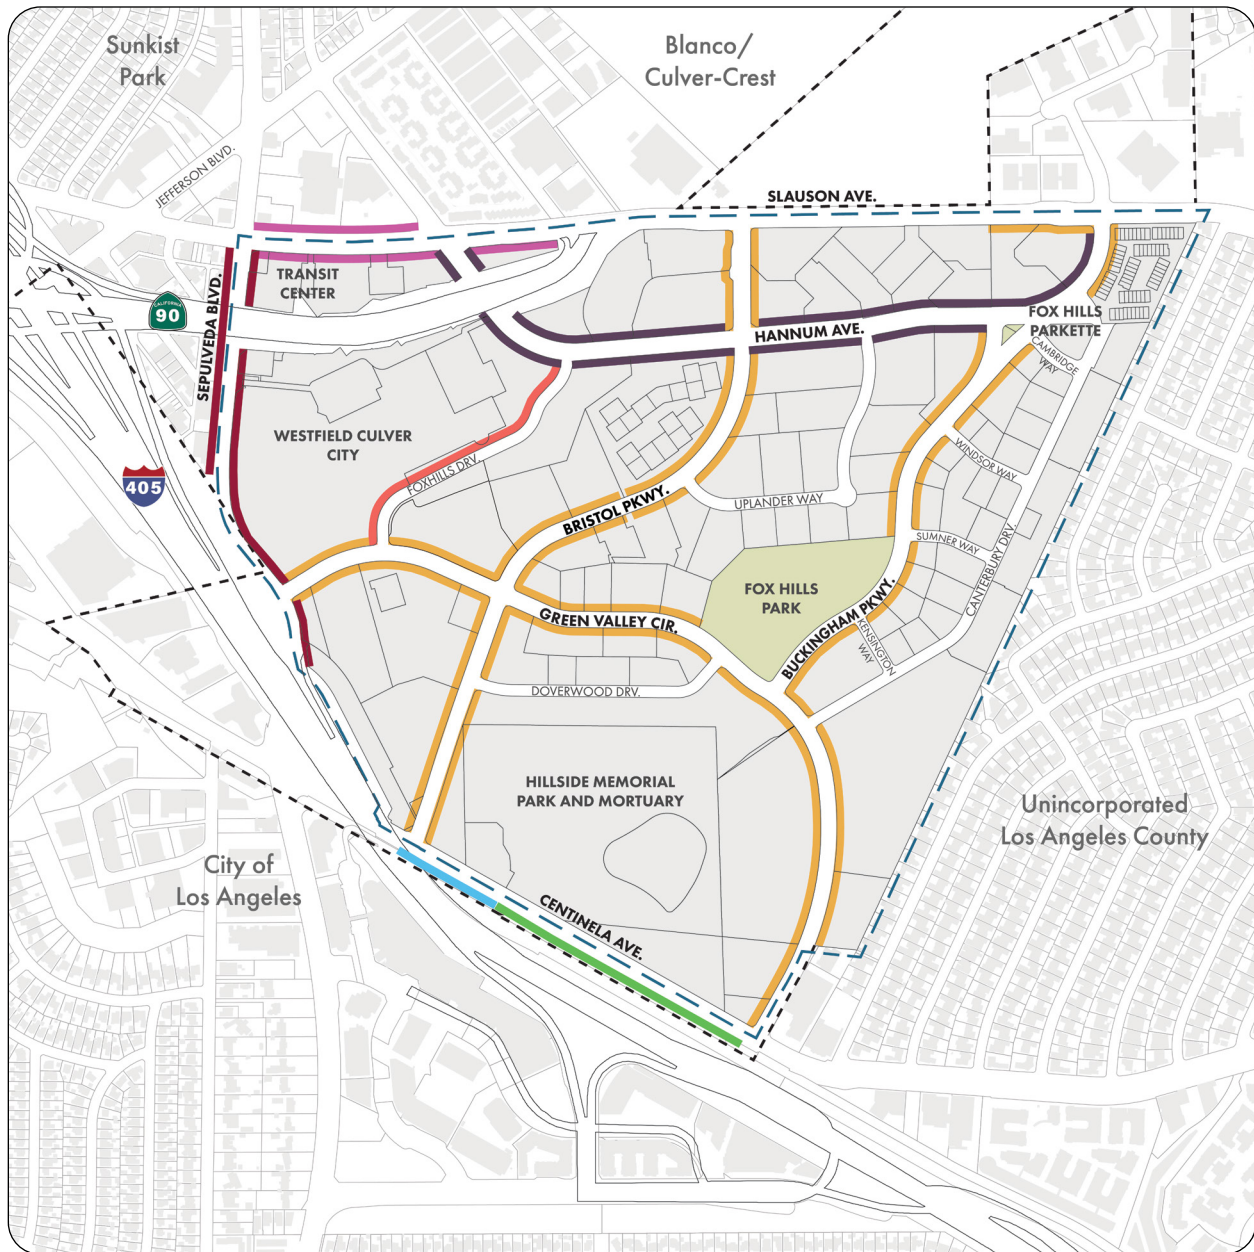 Sunkist
Park
Blanco/
Culver-Crest
JEFFERSON BLVD.
SLAUSON AVE.
TRANSIT
CENTER
SEPULVEDA BLVD.
CALIFORNIA
90
HANNUM AVE.
FOX HILLS
PARKETTE
CAMBRIDGE
WAY
WESTFIELD CULVER
CITY
FOXHILLS DRV.
WINDSOR WAY
405
BRISTOL PKWY.
UPLANDER WAY
SUMNER WAY
CANTERBURY DRV.
FOX HILLS
PARK
GREEN VALLEY CIR.
BUCKINGHAM PKWY.
KENSINGTON
WAY
DOVERWOOD DRV.
HILLSIDE MEMORIAL
PARK AND MORTUARY
Unincorporated
Los Angeles County
City of
Los Angeles
CENTINELA AVE.